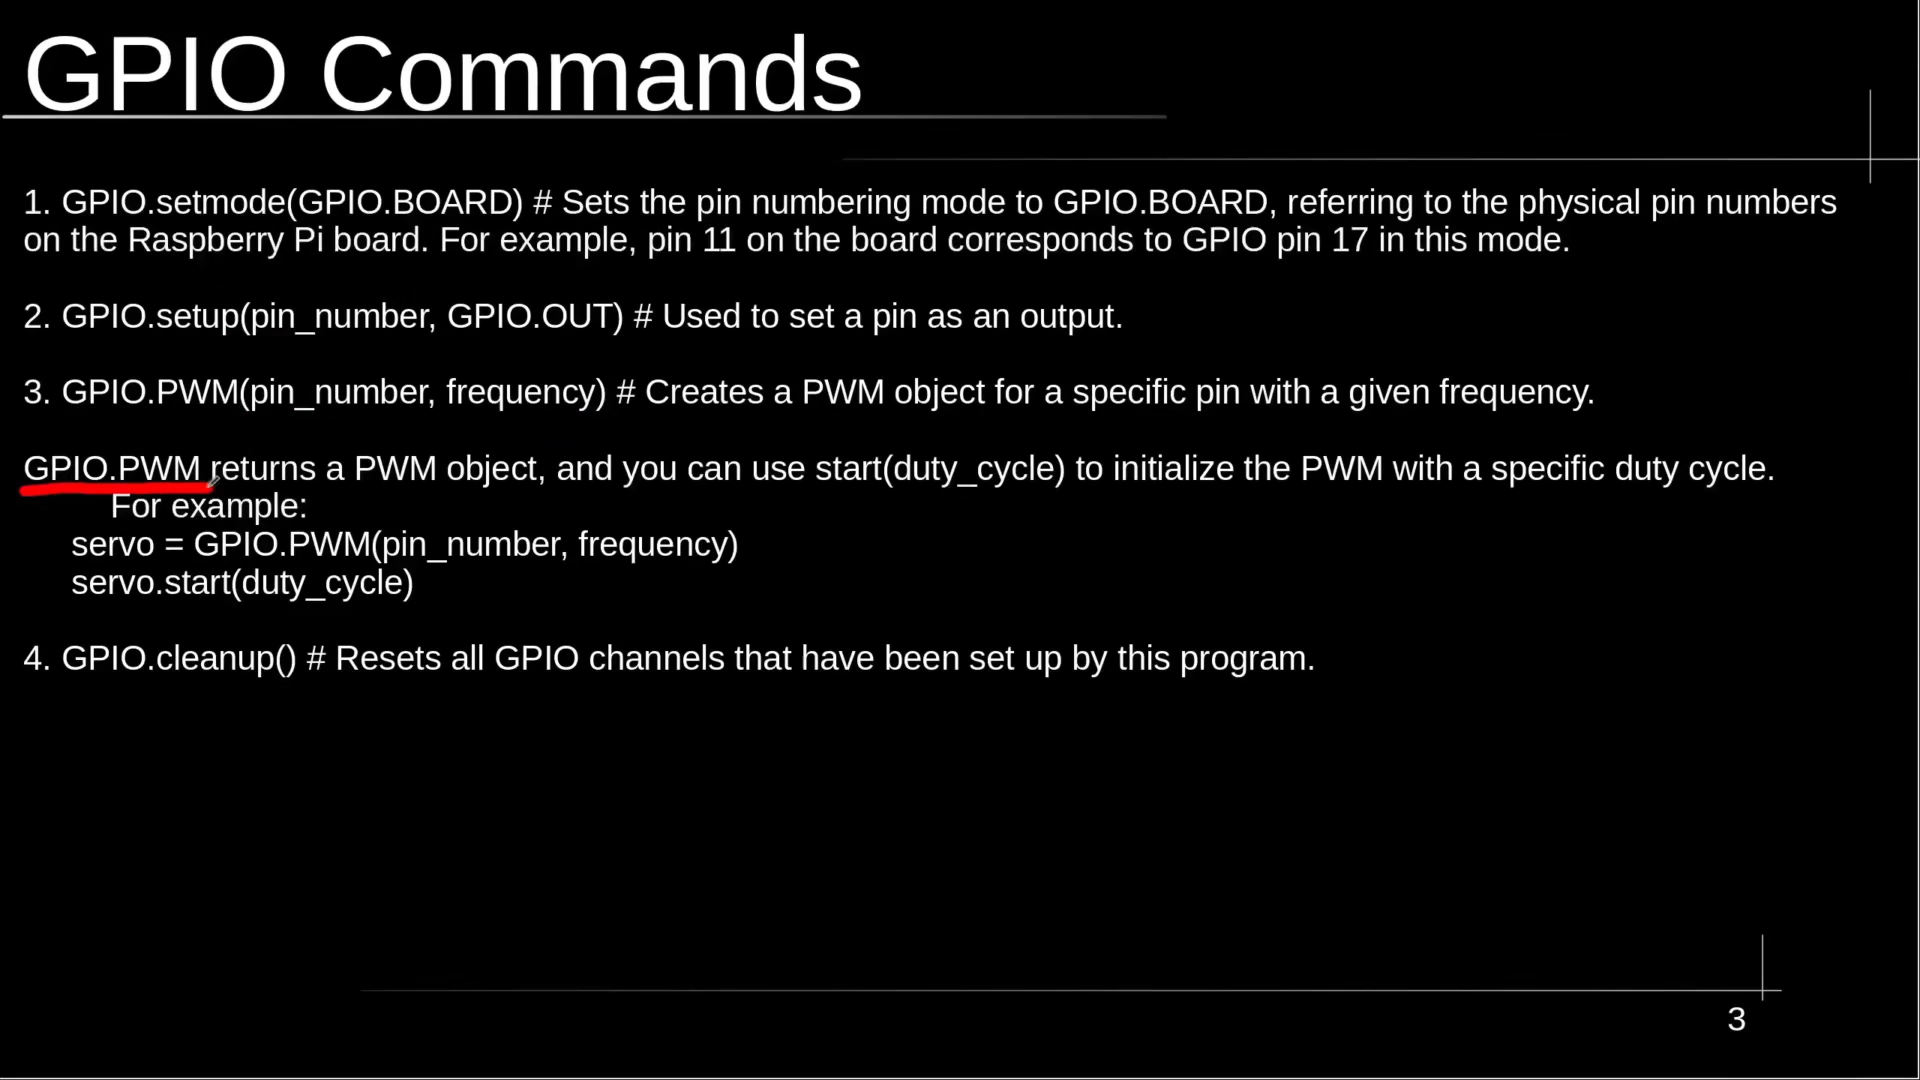 GPIO Commands
1. GPIO.setmode(GPIO.BOARD) # Sets the pin numbering mode to GPIO.BOARD, referring to the physical pin numbers
on the Raspberry Pi board. For example, pin 11 on the board corresponds to GPIO pin 17 in this mode.
2. GPIO.setup(pin_number, GPIO.OUT) # Used to set a pin as an output.
3. GPIO.PWM(pin_number, frequency) # Creates a PWM object for a specific pin with a given frequency.
GPIO.PWM returns a PWM object, and you can use start(duty_cycle) to initialize the PWM with a specific duty cycle.
For example:
servo = GPIO.PWM(pin_number, frequency)
servo.start(duty_cycle)
4. GPIO.cleanup() # Resets all GPIO channels that have been set up by this program.
3